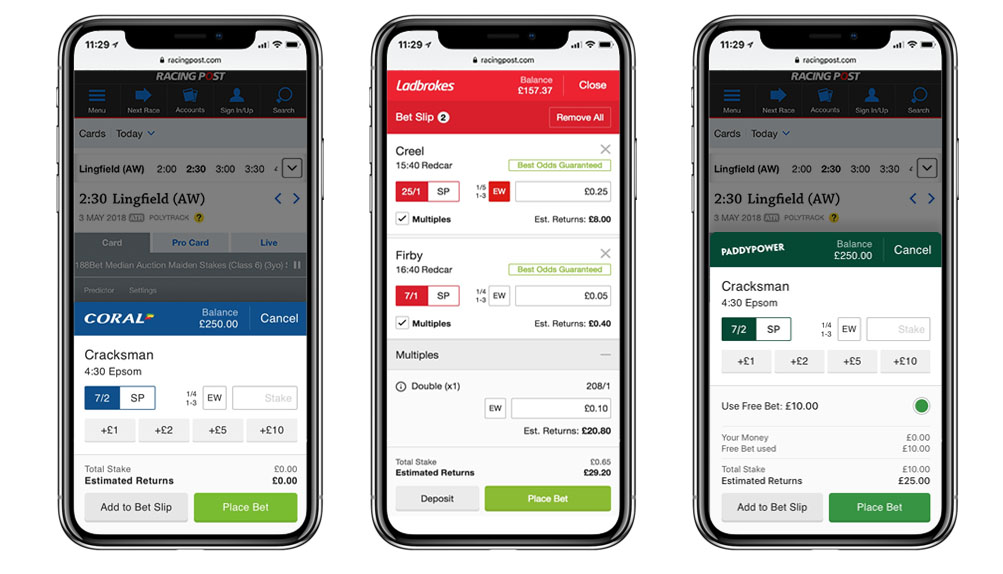 11:29
racingpost.com
RACING POST
Menu
Next Race
Accounts
Sign In/Up
Search
Cards Today
Lingfield (AW) 2:00 2:30 3:00 3:30
2:30 Lingfield (AW)
3 MAY 2018 ATR POLYTRACK ?
Card
Pro Card
Live
188Bet Median Auction Maiden Stakes (Class 6) (3yo)
Predictor Settings
CORAL
Balance
£250.00
Cancel
Cracksman
4:30 Epsom
7/2 SP
1/4
1-3
EW
Stake
+£1 +£2 +£5 +£10
Total Stake £0.00
Estimated Returns £0.00
Add to Bet Slip
Place Bet
11:29
racingpost.com
Ladbrokes
Balance
£157.37
Close
Bet Slip 2
Remove All
Creel
15:40 Redcar
Best Odds Guaranteed
25/1 SP
1/5
1-3
EW
£0.25
Multiples
Est. Returns: £8.00
Firby
16:40 Redcar
Best Odds Guaranteed
7/1 SP
1/4
1-3
EW
£0.05
Multiples
Est. Returns: £0.40
Multiples
Double (x1) 208/1
EW
£0.10
Est. Returns: £20.80
Total Stake £0.65
Estimated Returns £29.20
Deposit
Place Bet
11:29
racingpost.com
RACING POST
Menu
Next Race
Accounts
Sign In/Up
Search
Cards Today
Lingfield (AW) 2:00 2:30 3:00 3:30
2:30 Lingfield (AW)
3 MAY 2018 ATR POLYTRACK ?
PADDYPOWER
Balance
£250.00
Cancel
Cracksman
4:30 Epsom
7/2 SP
1/4
1-3
EW
Stake
+£1 +£2 +£5 +£10
Use Free Bet: £10.00
Your Money £0.00
Free Bet used £10.00
Total Stake £10.00
Estimated Returns £25.00
Add to Bet Slip
Place Bet